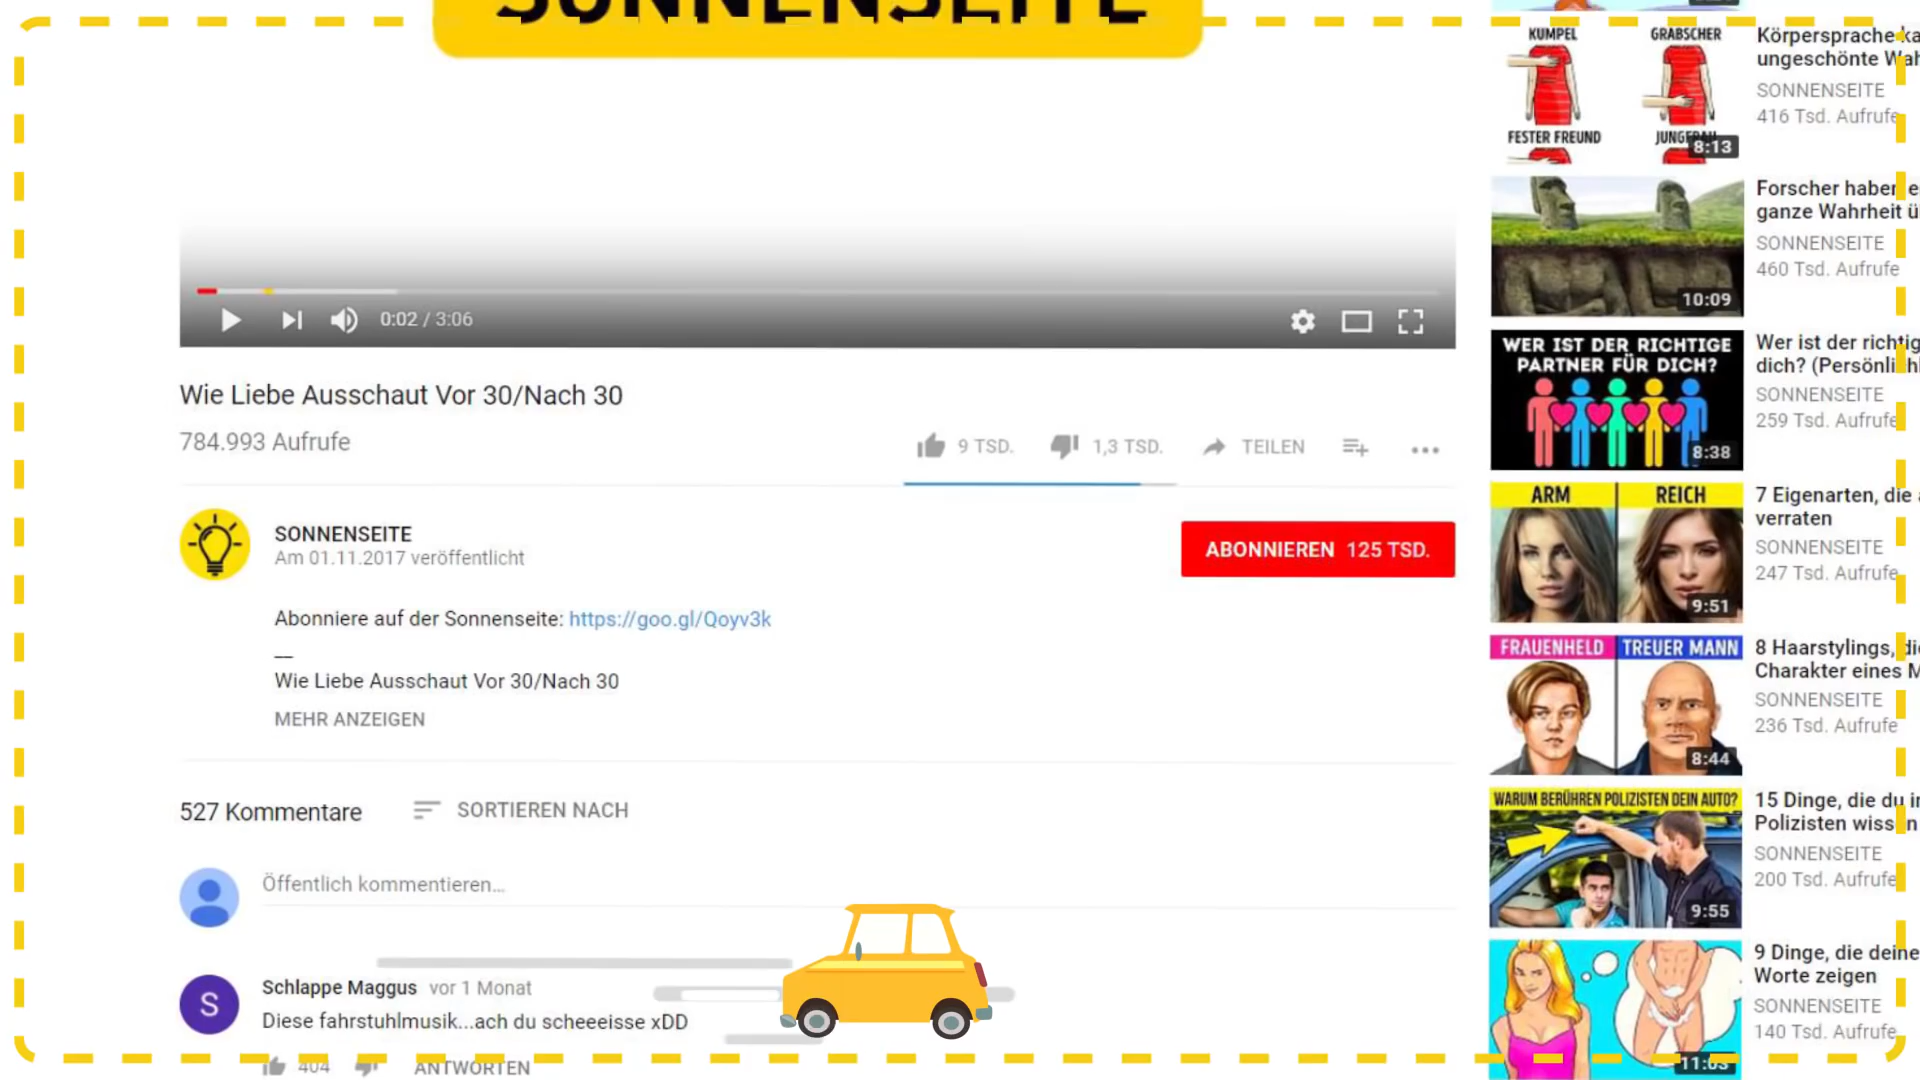 SONNENSEITE
0:02 / 3:06
Wie Liebe Ausschaut Vor 30/Nach 30
784.993 Aufrufe
9 TSD. 1,3 TSD. TEILEN
SONNENSEITE
Am 01.11.2017 veröffentlicht
ABONNIEREN 125 TSD.
Abonniere auf der Sonnenseite: https://goo.gl/Qoyv3k
—
Wie Liebe Ausschaut Vor 30/Nach 30
MEHR ANZEIGEN
527 Kommentare SORTIEREN NACH
Öffentlich kommentieren...
S
Schlappe Maggus vor 1 Monat
Diese fahrstuhlmusik...ach du scheeeisse xDD
404 ANTWORTEN
KUMPEL GRABSCHER
FESTER FREUND JUNGFRAU
8:13
Körpersprache
ungeschönte
SONNENSEITE
416 Tsd. Aufrufe
10:09
Forscher haben
ganze Wahrheit
SONNENSEITE
460 Tsd. Aufrufe
WER IST DER RICHTIGE
PARTNER FÜR DICH?
8:38
Wer ist der
dich?
SONNENSEITE
259 Tsd. Aufrufe
ARM REICH
9:51
7 Eigenarten, die
verraten
SONNENSEITE
247 Tsd. Aufrufe
FRAUENHELD TREUER MANN
8:44
8 Haarstylings,
Charakter eines
SONNENSEITE
236 Tsd. Aufrufe
WARUM BERÜHREN POLIZISTEN DEIN AUTO?
9:55
15 Dinge, die du
Polizisten wissen
SONNENSEITE
200 Tsd. Aufrufe
11:03
9 Dinge, die deine
Worte zeigen
SONNENSEITE
140 Tsd. Aufrufe